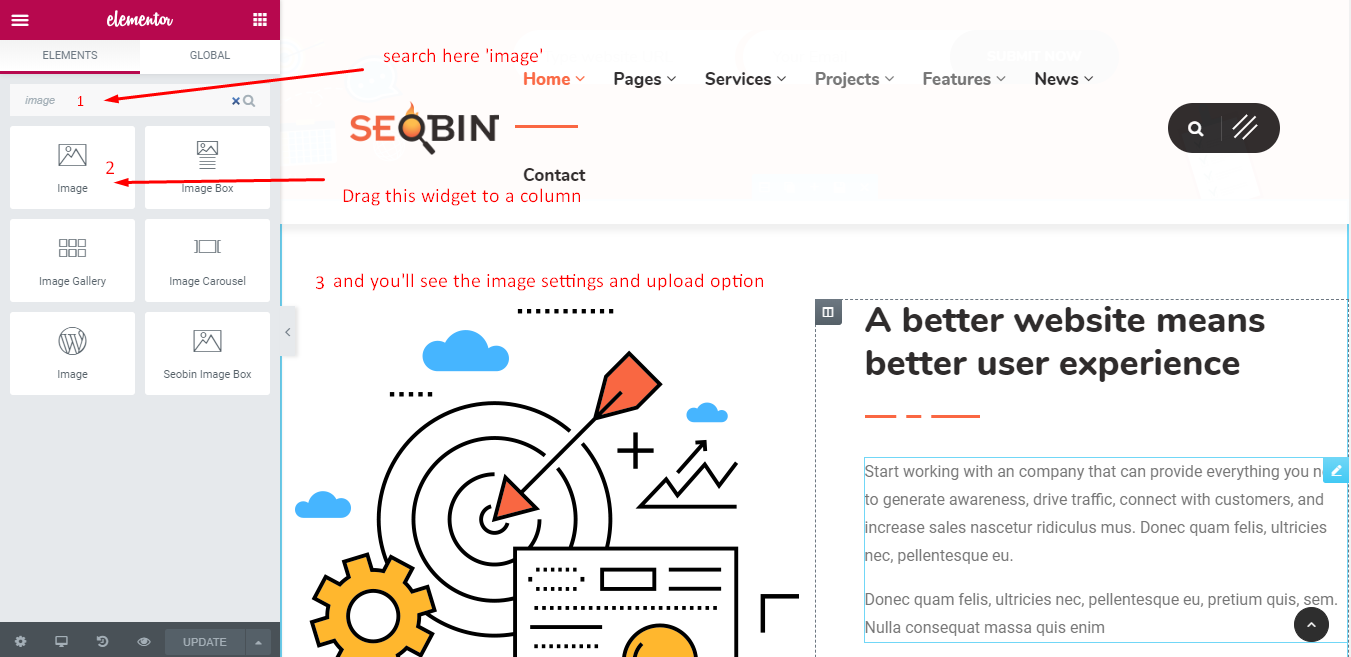 elementor
ELEMENTS GLOBAL
search here 'image'
image 1
Home Pages Services Projects Features News
SEOBIN
2
Image Image Box
Contact
Drag this widget to a column
Image Gallery Image Carousel
3 and you'll see the image settings and upload option
Image Seobin Image Box
A better website means
better user experience
Start working with an company that can provide everything you
to generate awareness, drive traffic, connect with customers, and
increase sales nascetur ridiculus mus. Donec quam felis, ultricies
nec, pellentesque eu.
Donec quam felis, ultricies nec, pellentesque eu, pretium quis, sem.
Nulla consequat massa quis enim
UPDATE